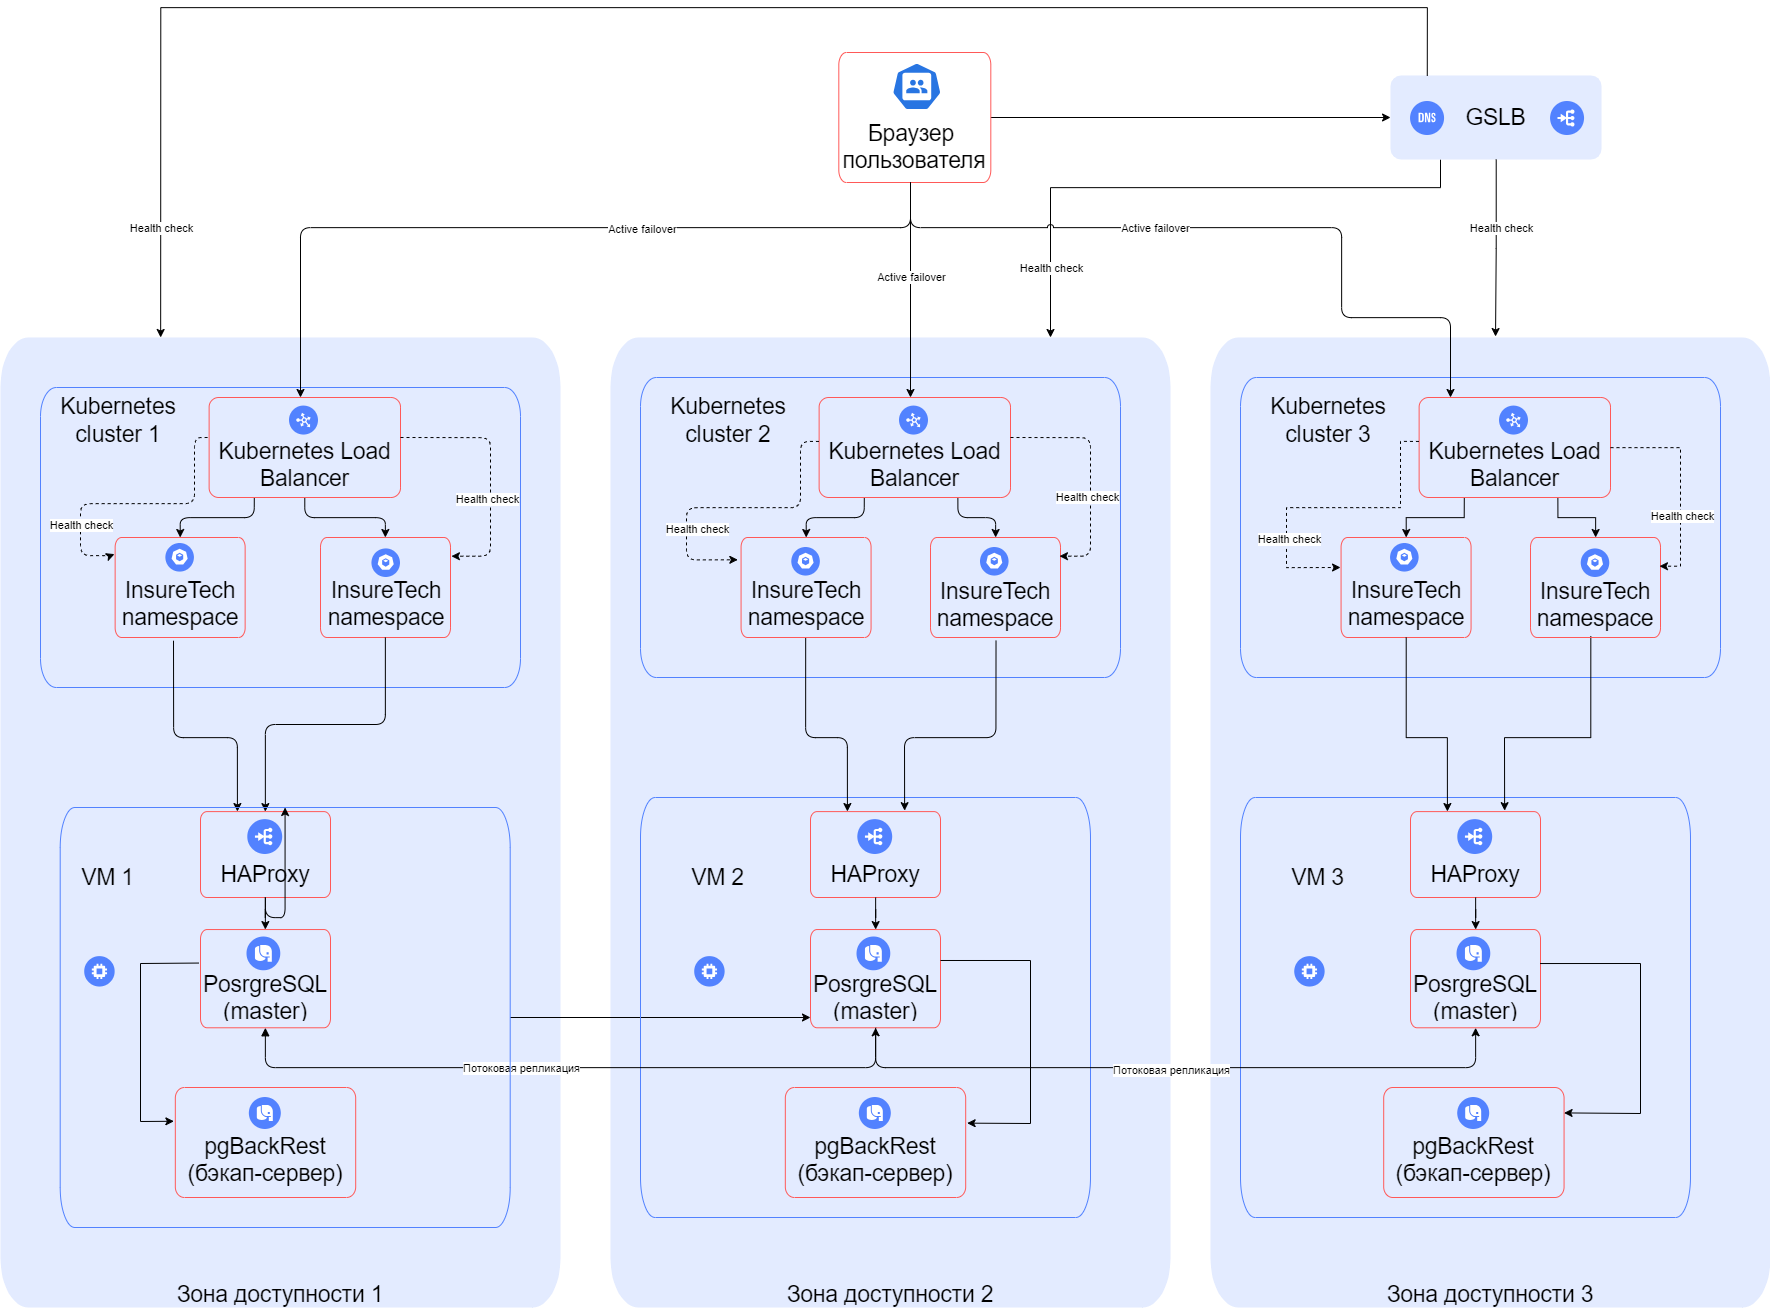 Браузер
пользователя
DNS
GSLB
Health check
Active failover
Active failover
Health check
Active failover
Health check
Kubernetes
cluster 1
Kubernetes Load
Balancer
Health check
Health check
InsureTech
namespace
InsureTech
namespace
VM 1
HAProxy
PosrgreSQL
(master)
pgBackRest
(бэкап-сервер)
Зона доступности 1
Kubernetes
cluster 2
Kubernetes Load
Balancer
Health check
Health check
InsureTech
namespace
InsureTech
namespace
VM 2
HAProxy
PosrgreSQL
(master)
Потоковая репликация
pgBackRest
(бэкап-сервер)
Зона доступности 2
Kubernetes
cluster 3
Kubernetes Load
Balancer
Health check
Health check
InsureTech
namespace
InsureTech
namespace
VM 3
HAProxy
PosrgreSQL
(master)
Потоковая репликация
pgBackRest
(бэкап-сервер)
Зона доступности 3